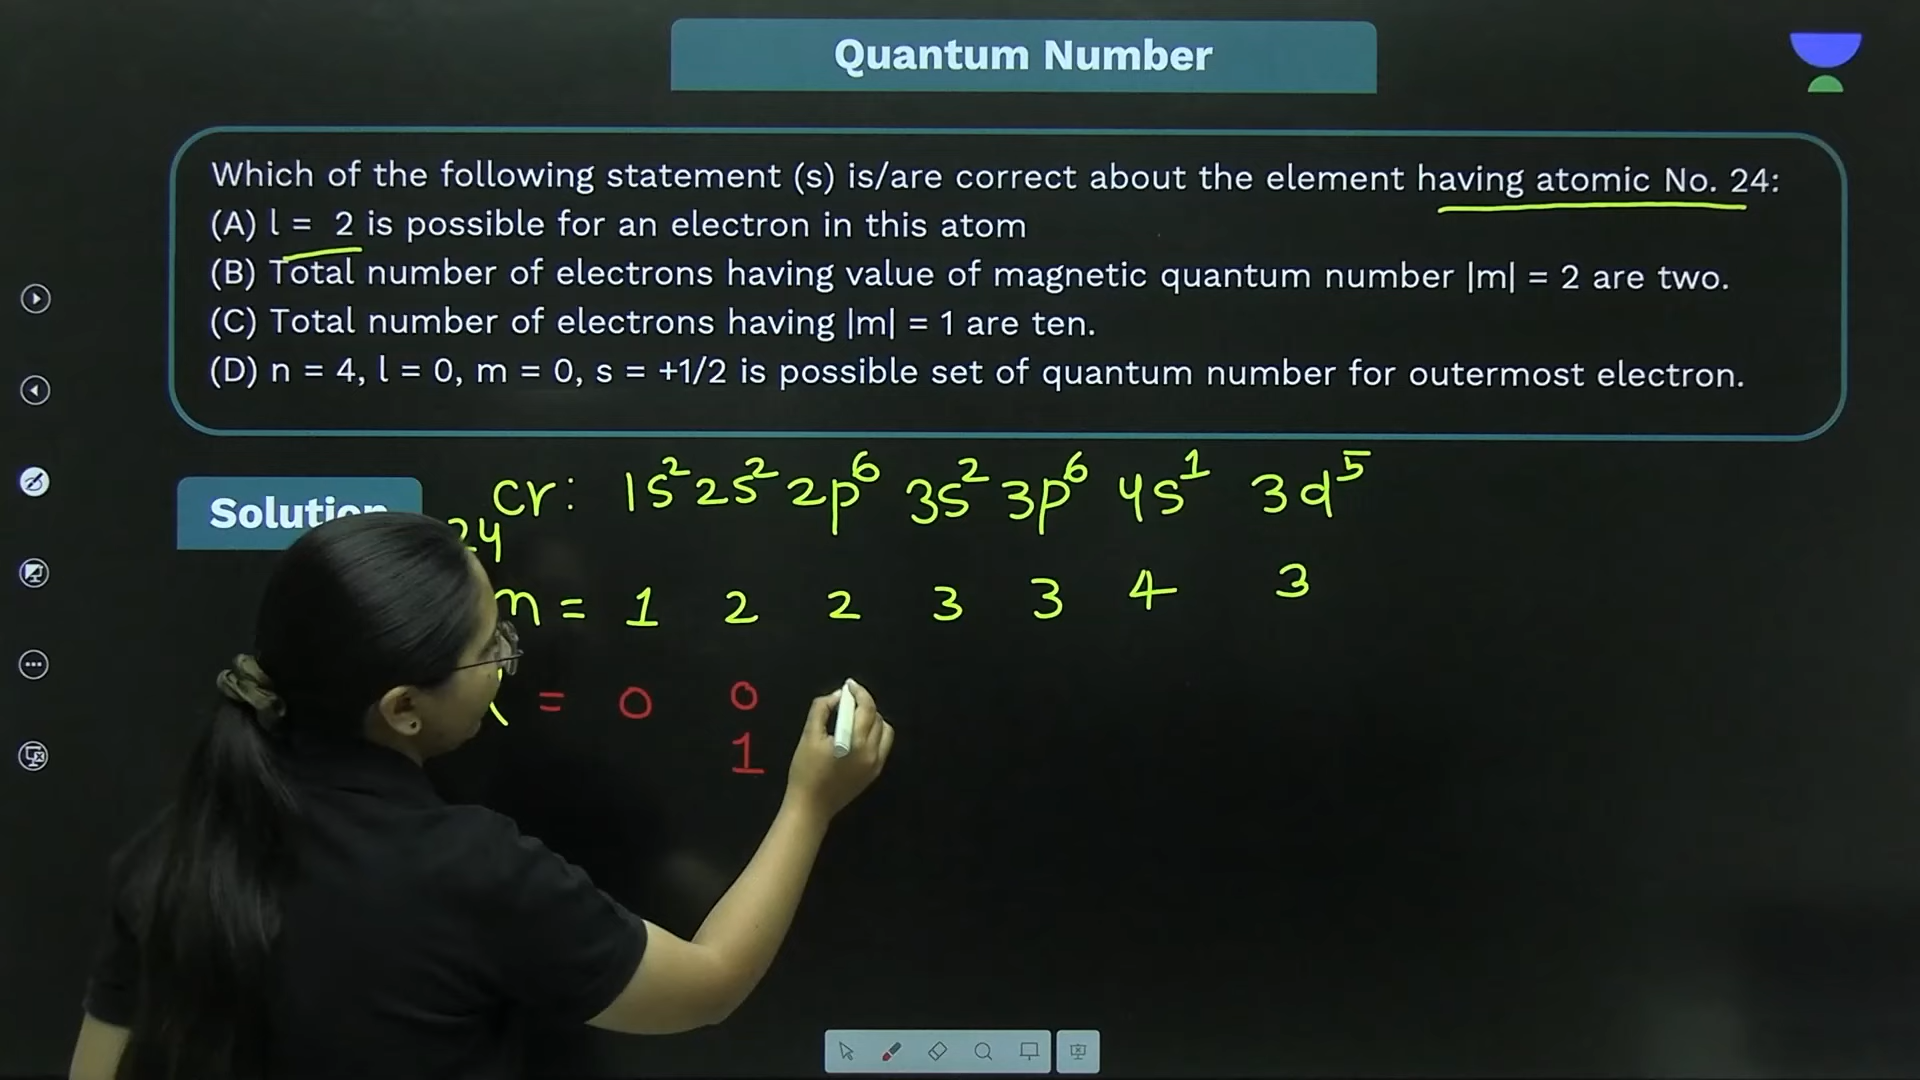 Quantum Number
Which of the following statement (s) is/are correct about the element having atomic No. 24:
(A) l = 2 is possible for an electron in this atom
(B) Total number of electrons having value of magnetic quantum number |m| = 2 are two.
(C) Total number of electrons having |m| = 1 are ten.
(D) n = 4, l = 0, m = 0, s = +1/2 is possible set of quantum number for outermost electron.
Solution
24 Cr: 1s² 2s² 2p⁶ 3s² 3p⁶ 4s¹ 3d⁵
n = 1 2 2 3 3 4 3
= 0 0
1